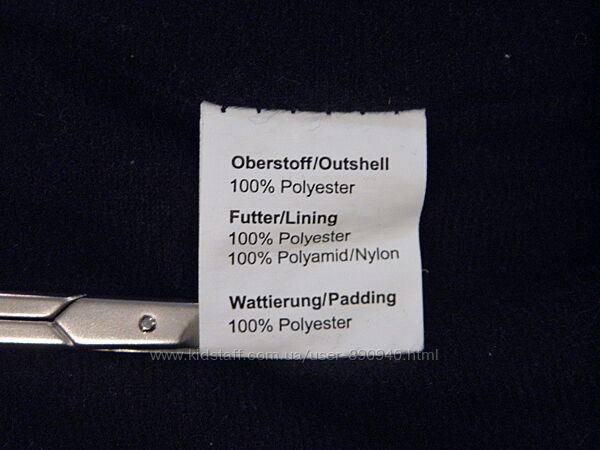 Oberstoff/Outshell
100% Polyester
Futter/Lining
100% Polyester
100% Polyamid/Nylon
Wattierung/Padding
100% Polyester
www.kidstaff.com.ua/user-990946.html